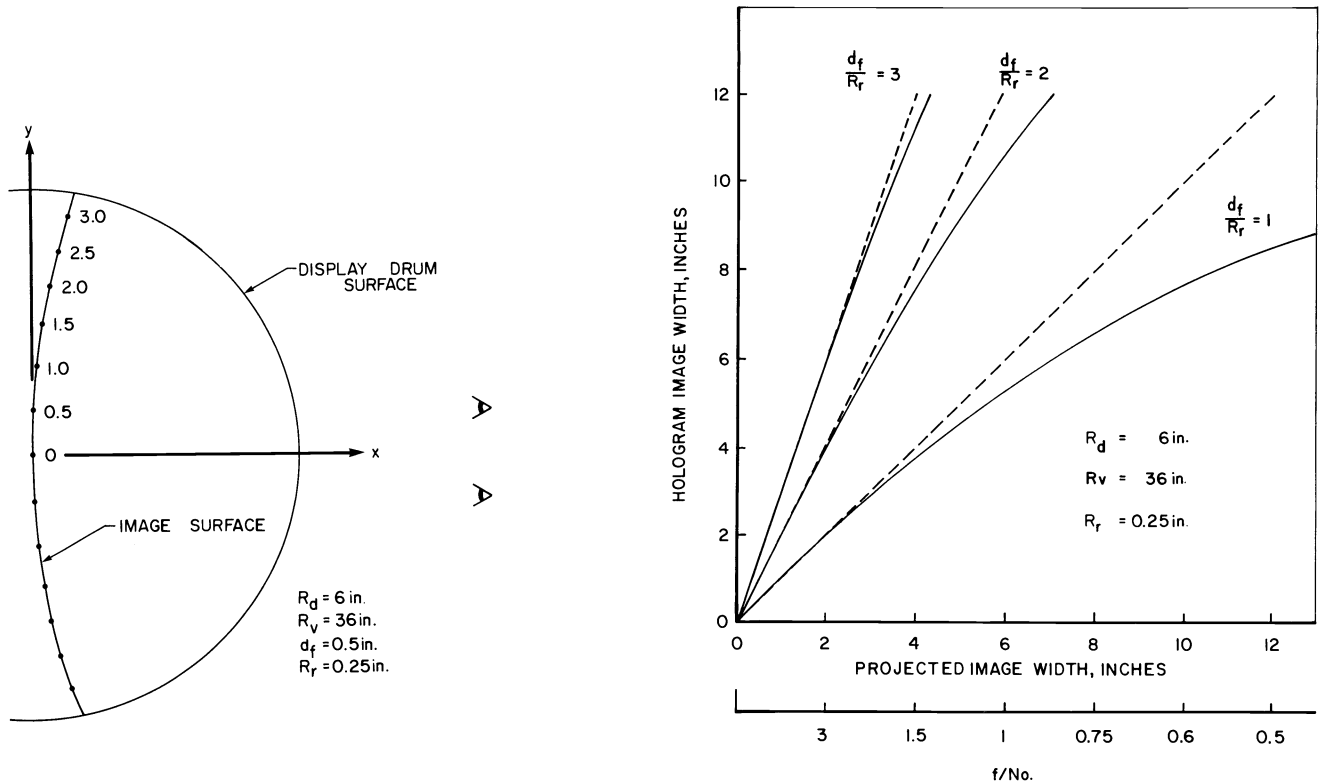 y
3.0
2.5
2.0
1.5
1.0
0.5
0
x
DISPLAY DRUM
SURFACE
IMAGE SURFACE
R_d = 6 in.
R_v = 36 in.
d_f = 0.5 in.
R_r = 0.25 in.
HOLOGRAM IMAGE WIDTH, INCHES
12
10
8
6
4
2
0
d_f/R_r = 3
d_f/R_r = 2
d_f/R_r = 1
R_d = 6 in.
R_v = 36 in.
R_r = 0.25 in.
0 2 4 6 8 10 12
PROJECTED IMAGE WIDTH, INCHES
3 1.5 1 0.75 0.6 0.5
f/No.